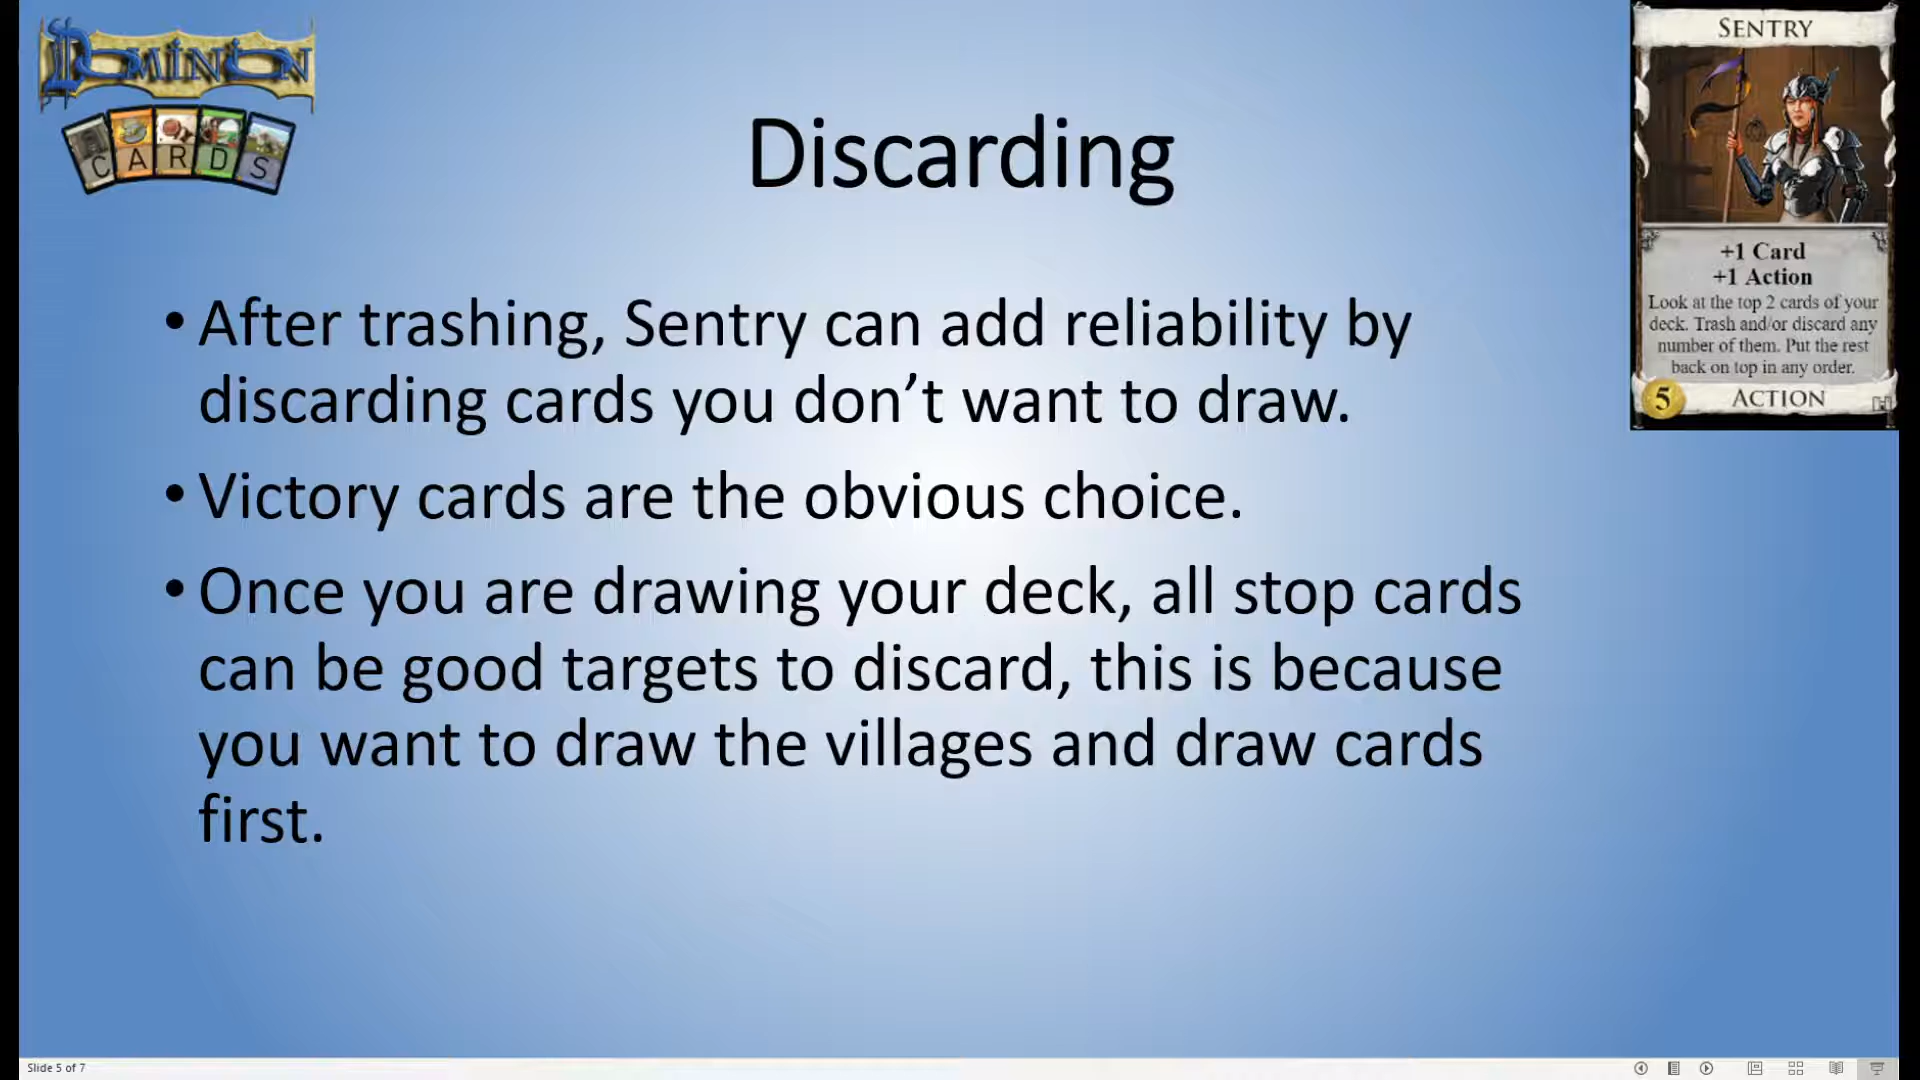 DOMINION
CARDS
Discarding
• After trashing, Sentry can add reliability by
discarding cards you don’t want to draw.
• Victory cards are the obvious choice.
• Once you are drawing your deck, all stop cards
can be good targets to discard, this is because
you want to draw the villages and draw cards
first.
SENTRY
+1 Card
+1 Action
Look at the top 2 cards of your
deck. Trash and/or discard any
number of them. Put the rest
back on top in any order.
5 ACTION
Slide 5 of 7